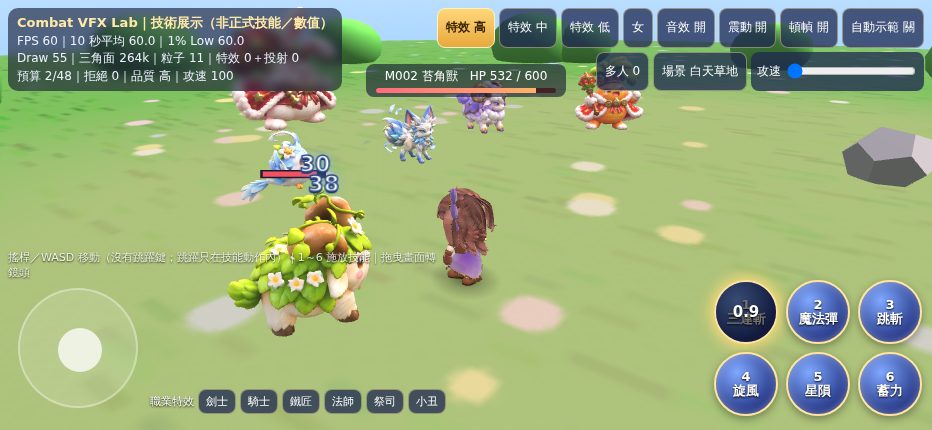 Combat VFX Lab｜技術展示（非正式技能／數值）
FPS 60｜10 秒平均 60.0｜1% Low 60.0
Draw 55｜三角面 264k｜粒子 11｜特效 0＋投射 0
預算 2/48｜拒絕 0｜品質 高｜攻速 100
特效 高
特效 中
特效 低
女
音效 開
震動 開
頓幀 開
自動示範 關
M002 苔角獸 HP 532 / 600
多人 0
場景 白天草地
攻速
30
38
搖桿／WASD 移動（沒有跳躍鍵；跳躍只在技能動作內）｜1～6 施放技能｜拖曳畫面轉
鏡頭
1
三連斬
0.9
2
魔法彈
3
跳斬
4
旋風
5
星隕
6
蓄力
職業特效
劍士
騎士
鐵匠
法師
祭司
小丑